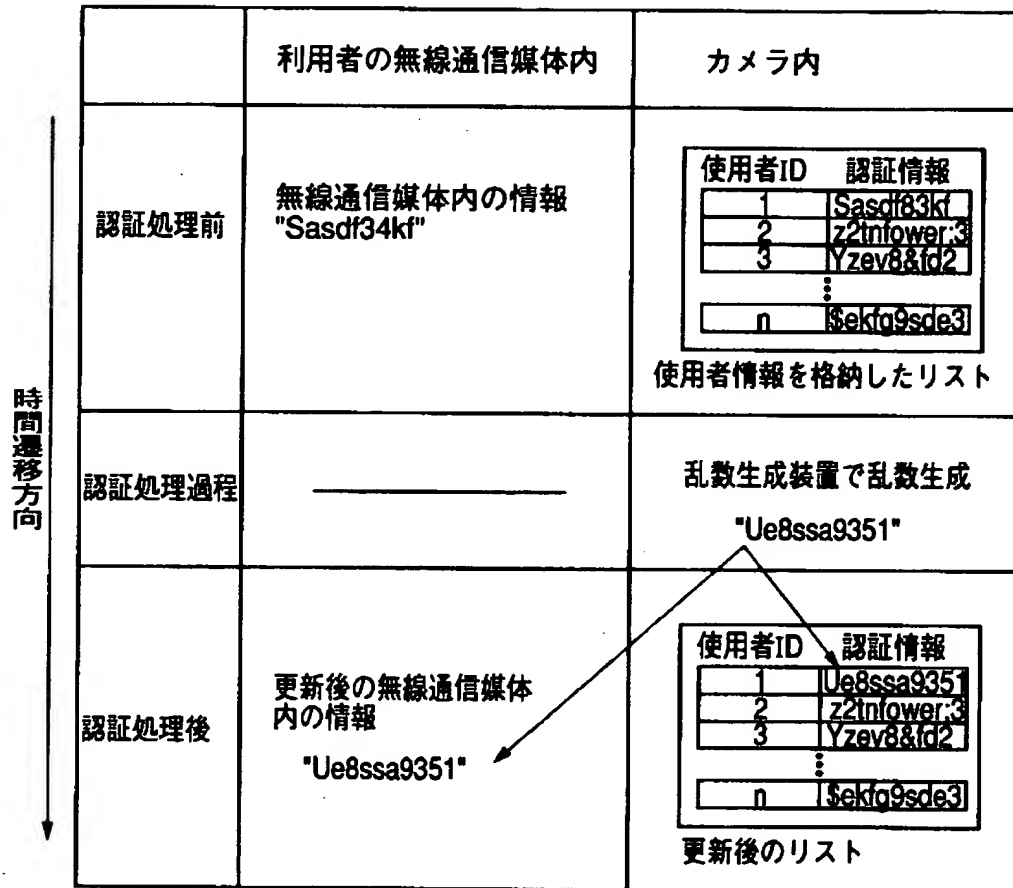 利用者の無線通信媒体内
カメラ内
時間遷移方向
認証処理前
無線通信媒体内の情報
"Sasdf34kf"
使用者ID 認証情報
1 Sasdf83kf
2 z2tnfower;3
3 Yzev8&fd2
n $ekfg9sde3
使用者情報を格納したリスト
認証処理過程
乱数生成装置で乱数生成
"Ue8ssa9351"
認証処理後
更新後の無線通信媒体
内の情報
"Ue8ssa9351"
使用者ID 認証情報
1 Ue8ssa9351
2 z2tnfower;3
3 Yzev8&fd2
n $ekfg9sde3
更新後のリスト